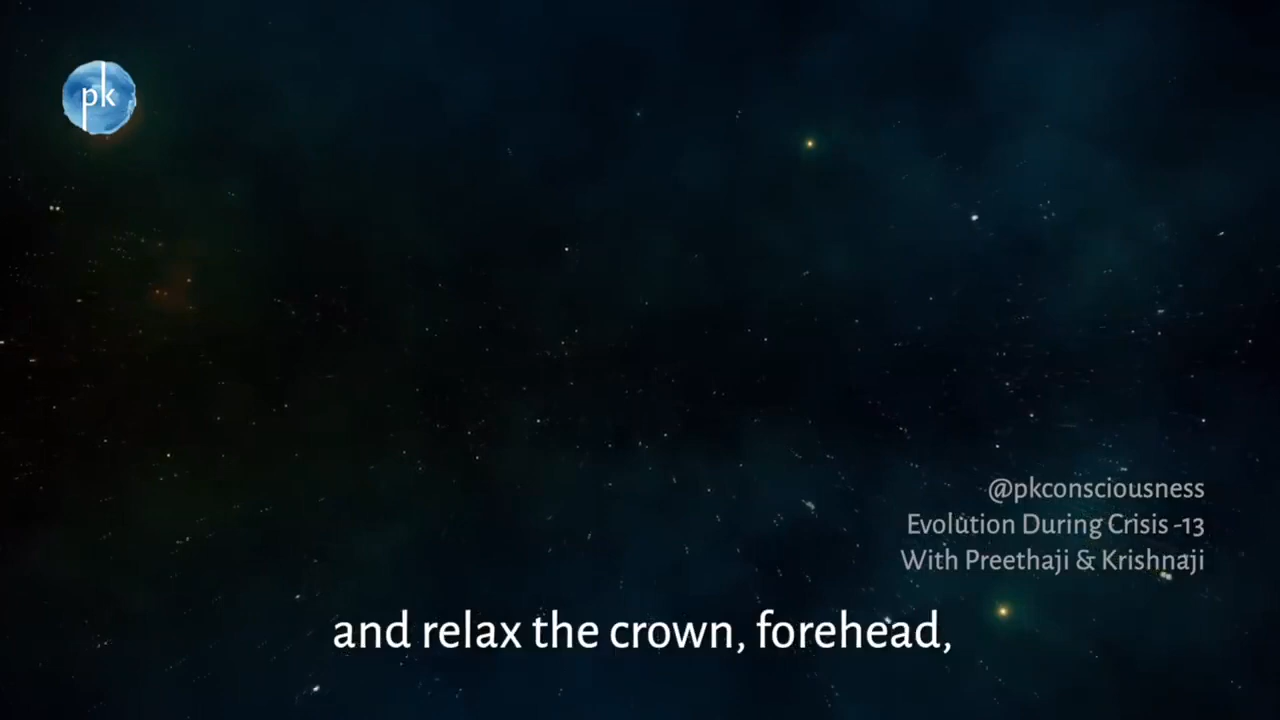 pk
@pkconsciousness
Evolution During Crisis -13
With Preethaji & Krishnaji
and relax the crown, forehead,